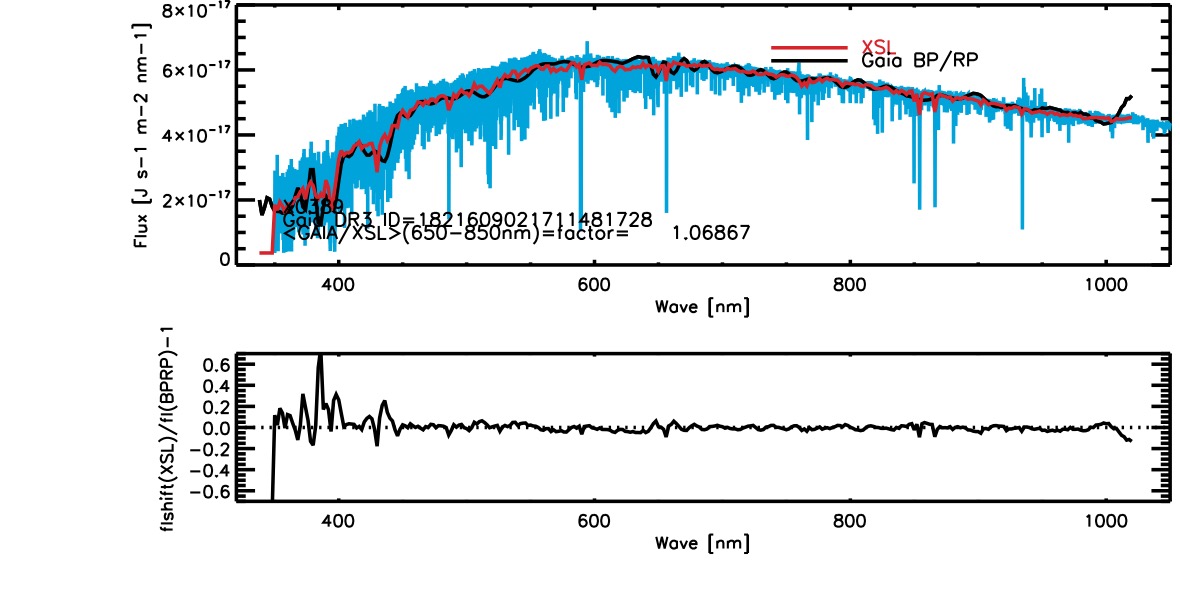 8×10−17
6×10−17
4×10−17
2×10−17
0
Flux [J s−1 m−2 nm−1]
XSL
Gaia BP/RP
X0389
Gaia DR3 ID=1821609021711481728
<GAIA/XSL>(650−850nm)=factor= 1.06867
400 600 800 1000
Wave [nm]
flshift(XSL)/fl(BPRP)−1
0.6
0.4
0.2
0.0
−0.2
−0.4
−0.6
400 600 800 1000
Wave [nm]